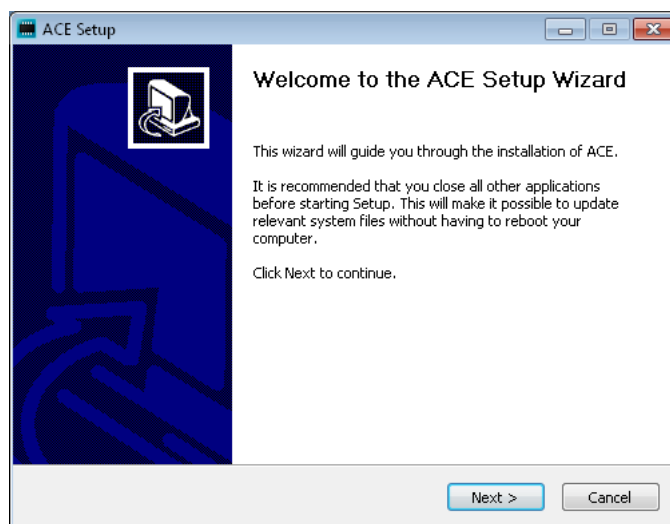 ACE Setup
Welcome to the ACE Setup Wizard
This wizard will guide you through the installation of ACE.
It is recommended that you close all other applications
before starting Setup. This will make it possible to update
relevant system files without having to reboot your
computer.
Click Next to continue.
Next >
Cancel